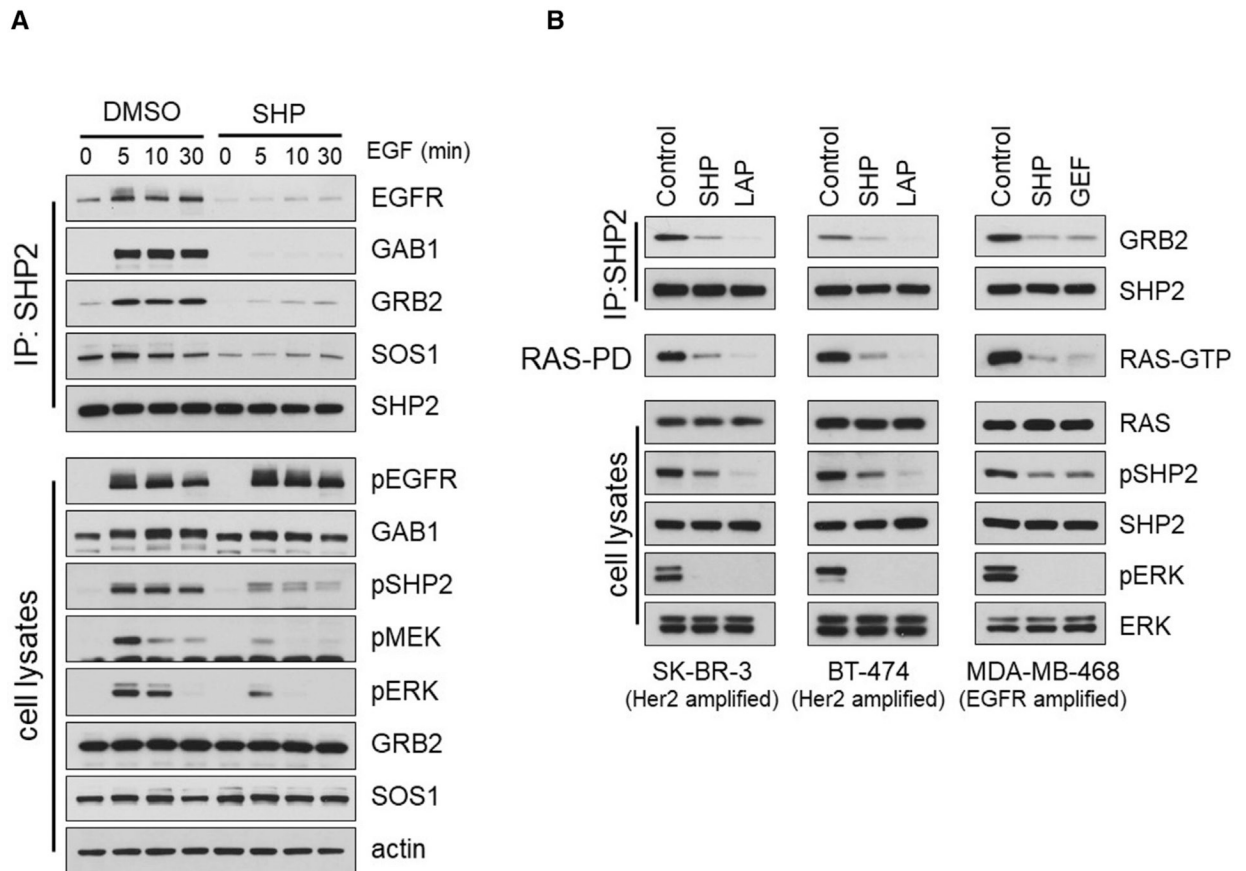 A
DMSO SHP
0 5 10 30 0 5 10 30 EGF (min)
IP: SHP2
EGFR
GAB1
GRB2
SOS1
SHP2
cell lysates
pEGFR
GAB1
pSHP2
pMEK
pERK
GRB2
SOS1
actin
B
Control SHP LAP Control SHP LAP Control SHP GEF
IP:SHP2
GRB2
SHP2
RAS-PD RAS-GTP
cell lysates
RAS
pSHP2
SHP2
pERK
ERK
SK-BR-3 BT-474 MDA-MB-468
(Her2 amplified) (Her2 amplified) (EGFR amplified)